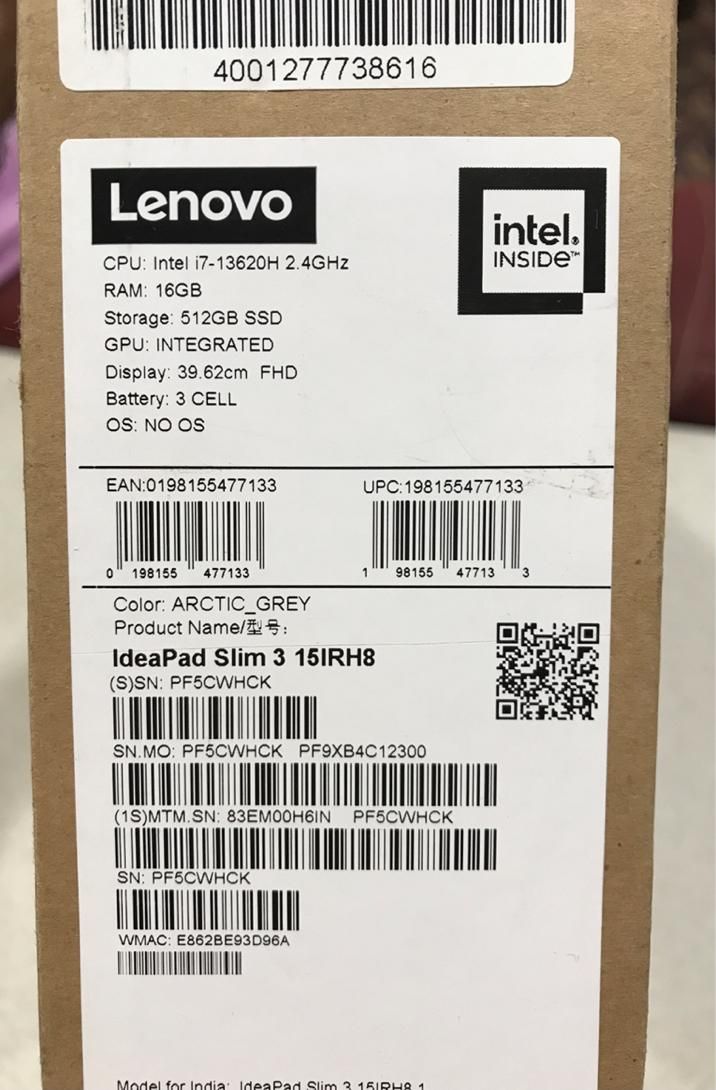 4001277738616
Lenovo
intel.
INSIDE™
CPU: Intel i7-13620H 2.4GHz
RAM: 16GB
Storage: 512GB SSD
GPU: INTEGRATED
Display: 39.62cm FHD
Battery: 3 CELL
OS: NO OS
EAN:0198155477133
UPC:198155477133
0 198155 477133
1 98155 47713 3
Color: ARCTIC_GREY
Product Name/型号:
IdeaPad Slim 3 15IRH8
(S)SN: PF5CWHCK
SN.MO: PF5CWHCK PF9XB4C12300
(1S)MTM.SN: 83EM00H6IN PF5CWHCK
SN: PF5CWHCK
WMAC: E862BE93D96A
Model for India: IdeaPad Slim 3 15IRH8 1